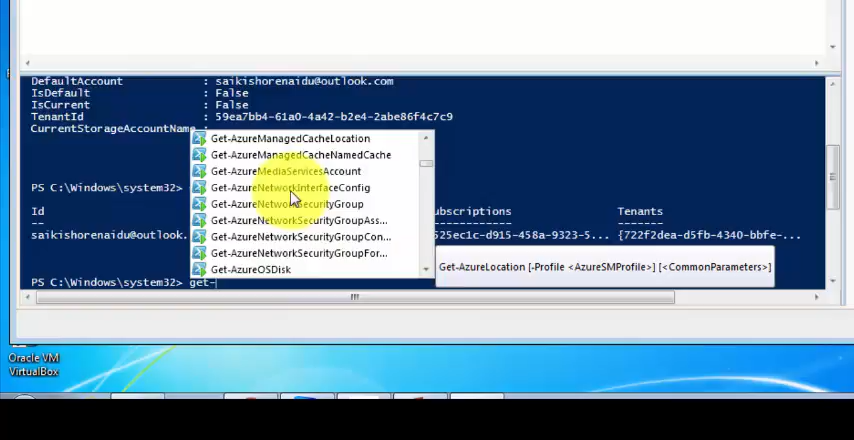 DefaultAccount : saikishorenaidu@outlook.com
IsDefault : False
IsCurrent : False
TenantId : 59ea7bb4-61a0-4a42-b2e4-2abe86f4c7c9
CurrentStorageAccountName :
Get-AzureManagedCacheLocation
Get-AzureManagedCacheNamedCache
Get-AzureMediaServicesAccount
PS C:\Windows\system32> Get-AzureNetworkInterfaceConfig
Id Get-AzureNetworkSecurityGroup ubscriptions Tenants
-- Get-AzureNetworkSecurityGroupAss...
saikishorenaidu@outlook. Get-AzureNetworkSecurityGroupCon... 525ec1c-d915-458a-9323-5... {722f2dea-d5fb-4340-bbfe-...
Get-AzureNetworkSecurityGroupFor...
Get-AzureOSDisk Get-AzureLocation [-Profile <AzureSMProfile>] [<CommonParameters>]
PS C:\Windows\system32> get-
Oracle VM
VirtualBox